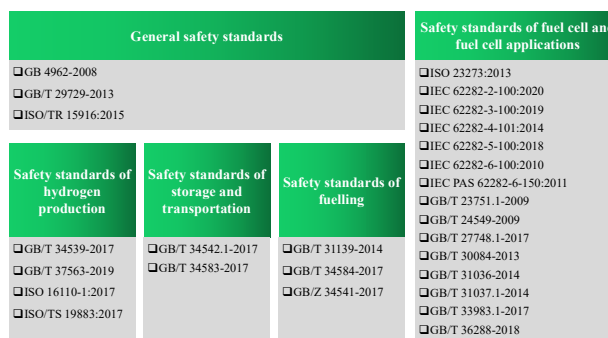 General safety standards
❑GB 4962-2008
❑GB/T 29729-2013
❑ISO/TR 15916:2015
Safety standards of
hydrogen
production
❑GB/T 34539-2017
❑GB/T 37563-2019
❑ISO 16110-1:2017
❑ISO/TS 19883:2017
Safety standards of
storage and
transportation
❑GB/T 34542.1-2017
❑GB/T 34583-2017
Safety standards of
fuelling
❑GB/T 31139-2014
❑GB/T 34584-2017
❑GB/Z 34541-2017
Safety standards of fuel cell and
fuel cell applications
❑ISO 23273:2013
❑IEC 62282-2-100:2020
❑IEC 62282-3-100:2019
❑IEC 62282-4-101:2014
❑IEC 62282-5-100:2018
❑IEC 62282-6-100:2010
❑IEC PAS 62282-6-150:2011
❑GB/T 23751.1-2009
❑GB/T 24549-2009
❑GB/T 27748.1-2017
❑GB/T 30084-2013
❑GB/T 31036-2014
❑GB/T 31037.1-2014
❑GB/T 33983.1-2017
❑GB/T 36288-2018